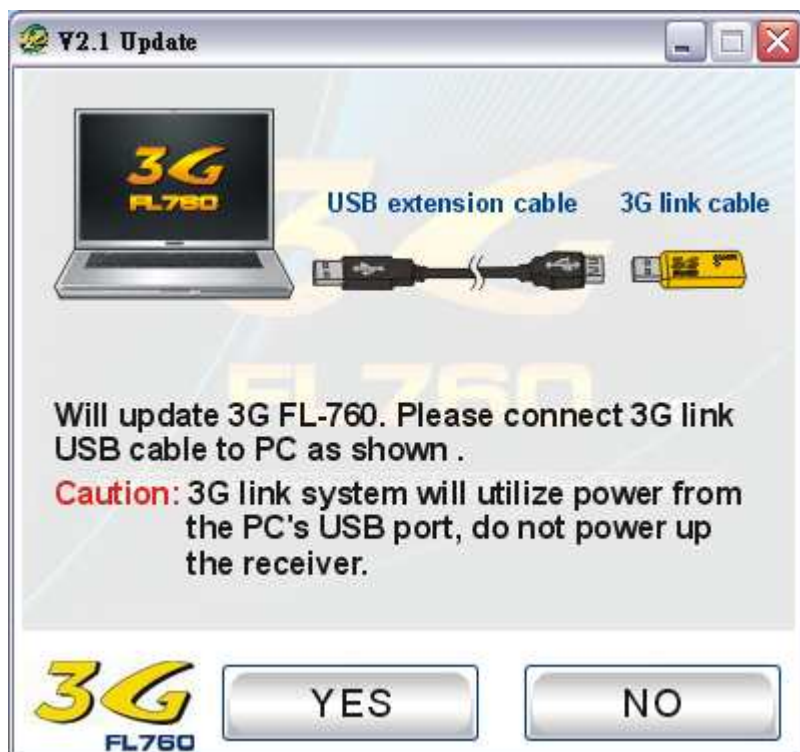 V2.1 Update
3G
FL760
USB extension cable
3G link cable
3G
FL760
Will update 3G FL-760. Please connect 3G link
USB cable to PC as shown .
Caution: 3G link system will utilize power from
the PC's USB port, do not power up
the receiver.
3G
FL760
YES
NO